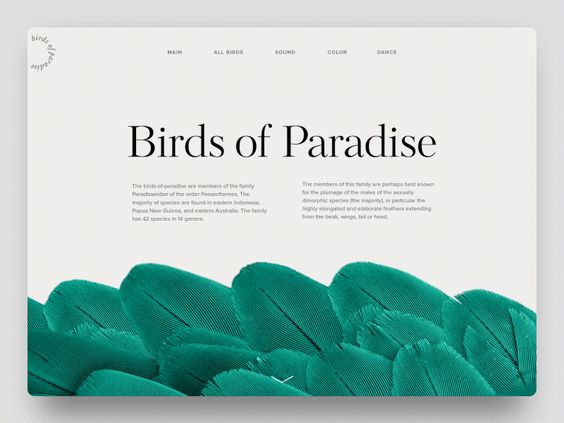 birds of paradise
MAIN
ALL BIRDS
SOUND
COLOR
DANCE
Birds of Paradise
The birds-of-paradise are members of the family
Paradisaeidae of the order Passeriformes. The
majority of species are found in eastern Indonesia,
Papua New Guinea, and eastern Australia. The family
has 42 species in 14 genera.
The members of this family are perhaps best known
for the plumage of the males of the sexually
dimorphic species (the majority), in particular the
highly elongated and elaborate feathers extending
from the beak, wings, tail or head.